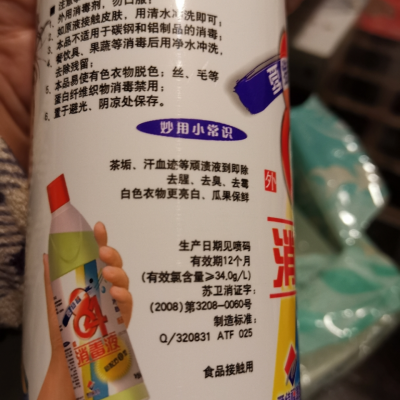 外用消毒剂，勿口服；
如原液接触皮肤，用清水冲洗即可；
本品不适用于碳钢和铝制品的消毒；
餐饮具、果蔬等消毒后用净水冲洗，
去除残留；
本品易使有色衣物脱色；丝、毛等
蛋白纤维织物消毒禁用；
置于避光、阴凉处保存。
妙用小常识
茶垢、汗血迹等顽渍液到即除
去腥、去臭、去霉
白色衣物更亮白、瓜果保鲜
生产日期见喷码
有效期12个月
(有效氯含量≥34.0g/L)
苏卫消证字：
(2008)第3208-0060号
制造标准：
Q/320831 ATF 025
食品接触用
外
消
84
消毒液